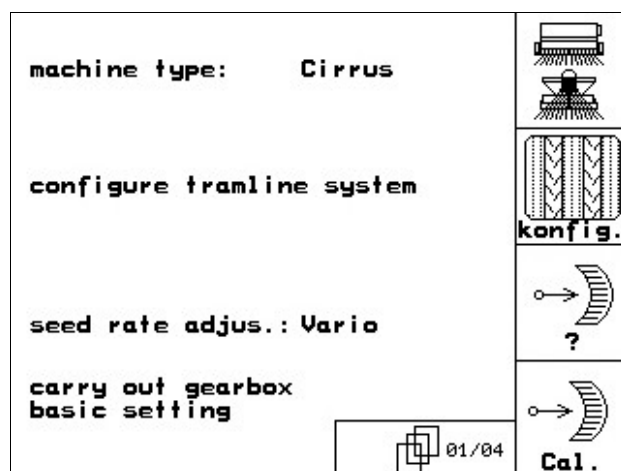 machine type: Cirrus
configure tramline system
konfig.
seed rate adjus.: Vario
?
carry out gearbox
basic setting
01/04
Cal.